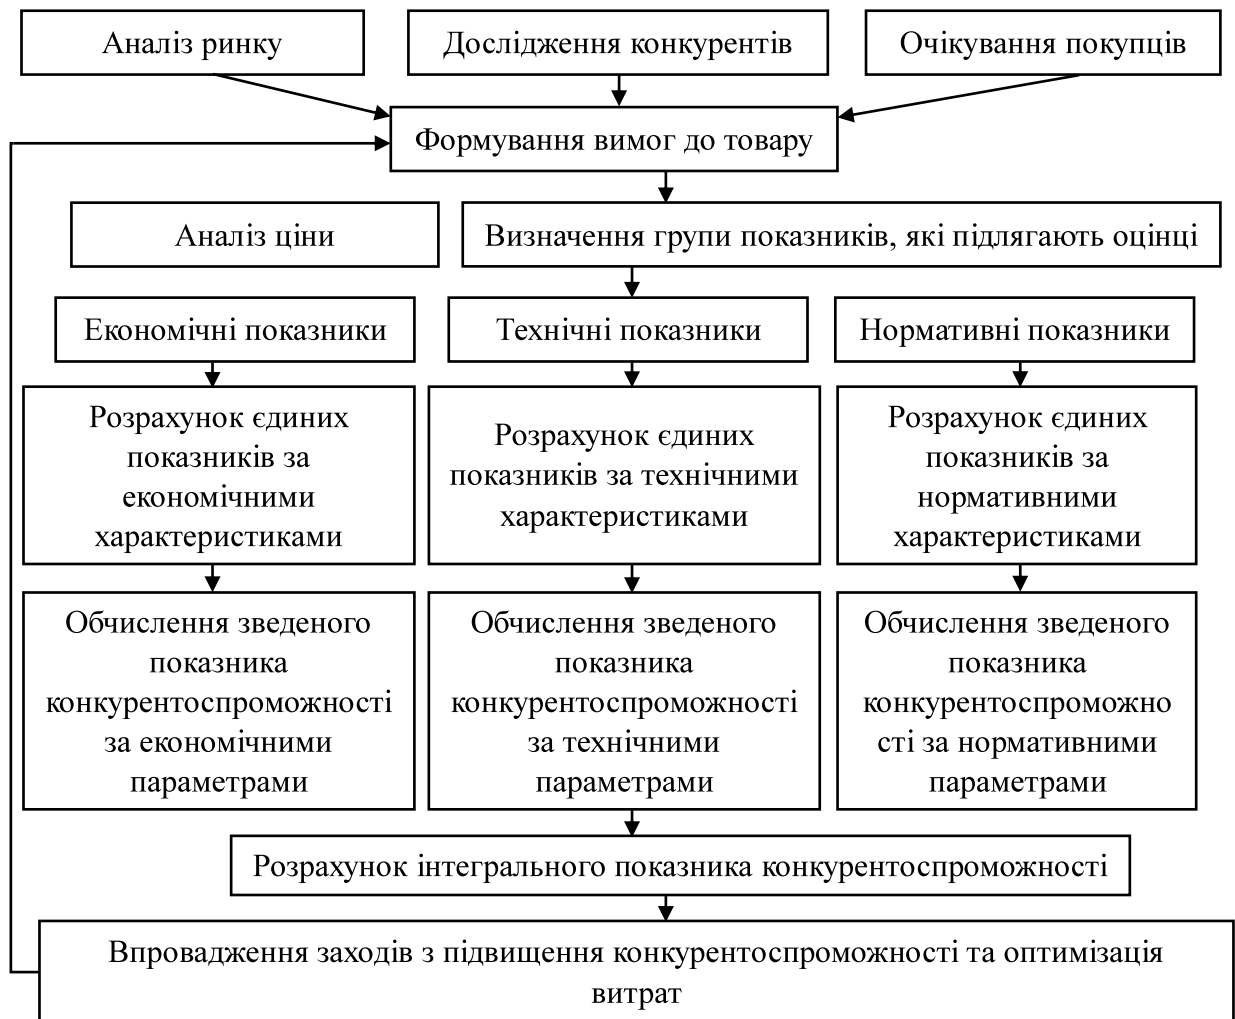 Аналіз ринку
Дослідження конкурентів
Очікування покупців
Формування вимог до товару
Аналіз ціни
Визначення групи показників, які підлягають оцінці
Економічні показники
Технічні показники
Нормативні показники
Розрахунок єдиних
показників за
економічними
характеристиками
Розрахунок єдиних
показників за технічними
характеристиками
Розрахунок єдиних
показників за
нормативними
характеристиками
Обчислення зведеного
показника
конкурентоспроможності
за економічними
параметрами
Обчислення зведеного
показника
конкурентоспроможності
за технічними
параметрами
Обчислення зведеного
показника
конкурентоспроможно
сті за нормативними
параметрами
Розрахунок інтегрального показника конкурентоспроможності
Впровадження заходів з підвищення конкурентоспроможності та оптимізація
витрат